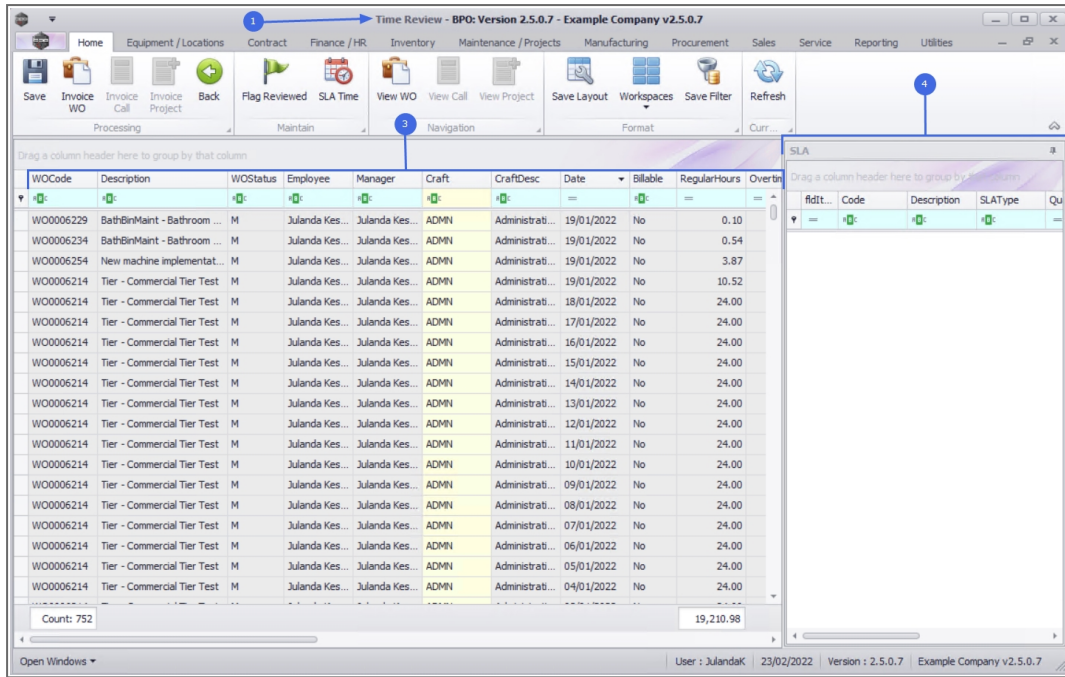 1
Time Review - BPO: Version 2.5.0.7 - Example Company v2.5.0.7
Home Equipment / Locations Contract Finance / HR Inventory Maintenance / Projects Manufacturing Procurement Sales Service Reporting Utilities
4
Save Invoice WO Invoice Call Invoice Project Back Flag Reviewed SLA Time View WO View Call View Project Save Layout Workspaces Save Filter Refresh
Processing Maintain Navigation Format Curr...
3
Drag a column header here to group by that column
WOCode Description WOStatus Employee Manager Craft CraftDesc Date Billable RegularHours Overtim
WO0006229 BathBinMaint - Bathroom ... M Julanda Kes... Julanda Kes... ADMN Administrati... 19/01/2022 No 0.10
WO0006234 BathBinMaint - Bathroom ... M Julanda Kes... Julanda Kes... ADMN Administrati... 19/01/2022 No 0.54
WO0006254 New machine implementat... M Julanda Kes... Julanda Kes... ADMN Administrati... 19/01/2022 No 3.87
WO0006214 Tier - Commercial Tier Test M Julanda Kes... Julanda Kes... ADMN Administrati... 19/01/2022 No 10.52
WO0006214 Tier - Commercial Tier Test M Julanda Kes... Julanda Kes... ADMN Administrati... 18/01/2022 No 24.00
WO0006214 Tier - Commercial Tier Test M Julanda Kes... Julanda Kes... ADMN Administrati... 17/01/2022 No 24.00
WO0006214 Tier - Commercial Tier Test M Julanda Kes... Julanda Kes... ADMN Administrati... 16/01/2022 No 24.00
WO0006214 Tier - Commercial Tier Test M Julanda Kes... Julanda Kes... ADMN Administrati... 15/01/2022 No 24.00
WO0006214 Tier - Commercial Tier Test M Julanda Kes... Julanda Kes... ADMN Administrati... 14/01/2022 No 24.00
WO0006214 Tier - Commercial Tier Test M Julanda Kes... Julanda Kes... ADMN Administrati... 13/01/2022 No 24.00
WO0006214 Tier - Commercial Tier Test M Julanda Kes... Julanda Kes... ADMN Administrati... 12/01/2022 No 24.00
WO0006214 Tier - Commercial Tier Test M Julanda Kes... Julanda Kes... ADMN Administrati... 11/01/2022 No 24.00
WO0006214 Tier - Commercial Tier Test M Julanda Kes... Julanda Kes... ADMN Administrati... 10/01/2022 No 24.00
WO0006214 Tier - Commercial Tier Test M Julanda Kes... Julanda Kes... ADMN Administrati... 09/01/2022 No 24.00
WO0006214 Tier - Commercial Tier Test M Julanda Kes... Julanda Kes... ADMN Administrati... 08/01/2022 No 24.00
WO0006214 Tier - Commercial Tier Test M Julanda Kes... Julanda Kes... ADMN Administrati... 07/01/2022 No 24.00
WO0006214 Tier - Commercial Tier Test M Julanda Kes... Julanda Kes... ADMN Administrati... 06/01/2022 No 24.00
WO0006214 Tier - Commercial Tier Test M Julanda Kes... Julanda Kes... ADMN Administrati... 05/01/2022 No 24.00
WO0006214 Tier - Commercial Tier Test M Julanda Kes... Julanda Kes... ADMN Administrati... 04/01/2022 No 24.00
Count: 752 19,210.98
SLA
Drag a column header here to group by that column
fldIt... Code Description SLAType Qu
Open Windows User : JulandaK 23/02/2022 Version : 2.5.0.7 Example Company v2.5.0.7